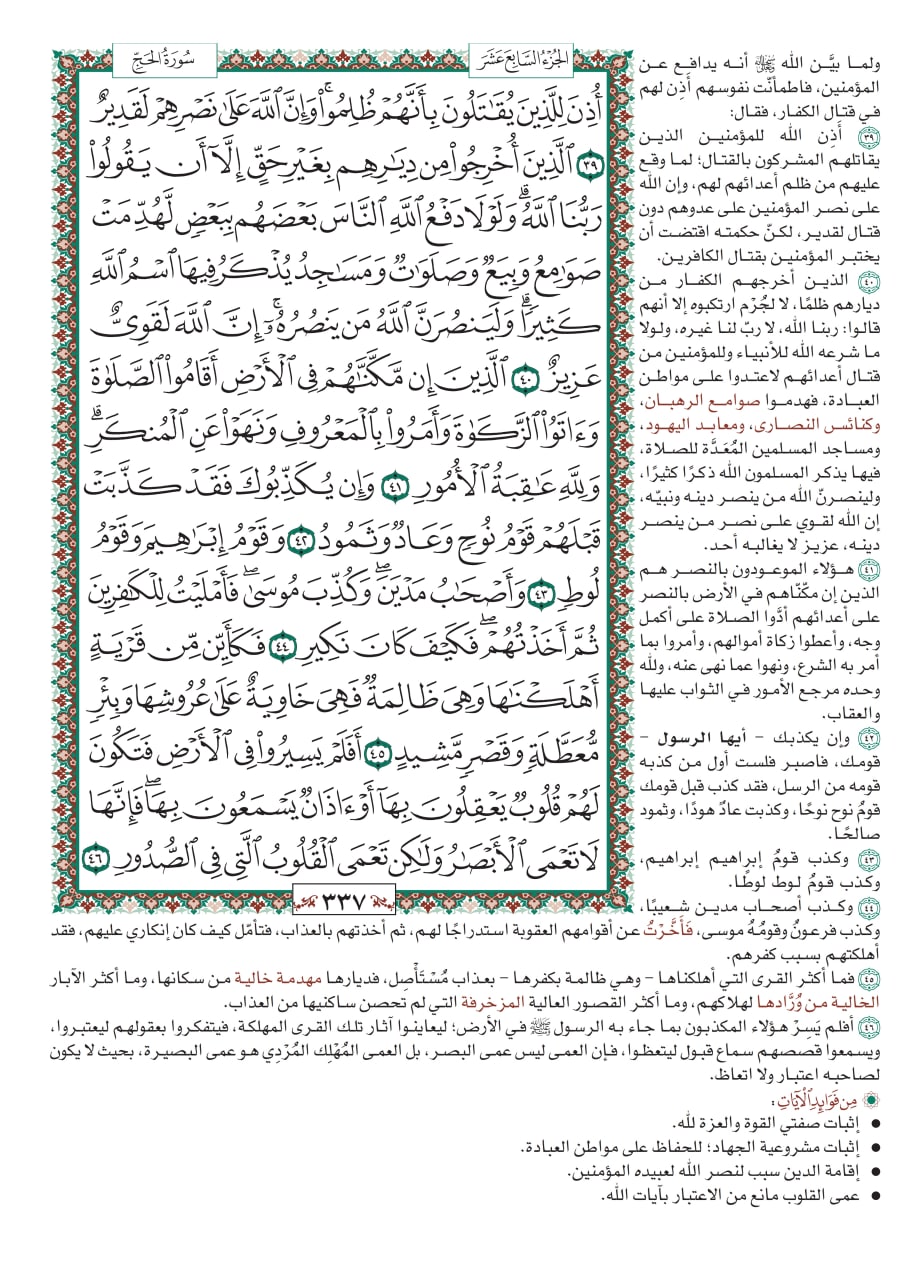 الجُزْءُ السَّابِعَ عَشَرَ
سُورَةُ الحَجِّ
أُذِنَ لِلَّذِينَ يُقَٰتَلُونَ بِأَنَّهُمْ ظُلِمُوا۟ۚ وَإِنَّ ٱللَّهَ عَلَىٰ نَصْرِهِمْ لَقَدِيرٌ
٣٩ ٱلَّذِينَ أُخْرِجُوا۟ مِن دِيَٰرِهِم بِغَيْرِ حَقٍّ إِلَّآ أَن يَقُولُوا۟
رَبُّنَا ٱللَّهُۗ وَلَوْلَا دَفْعُ ٱللَّهِ ٱلنَّاسَ بَعْضَهُم بِبَعْضٍ لَّهُدِّمَتْ
صَوَٰمِعُ وَبِيَعٌ وَصَلَوَٰتٌ وَمَسَٰجِدُ يُذْكَرُ فِيهَا ٱسْمُ ٱللَّهِ
كَثِيرًاۗ وَلَيَنصُرَنَّ ٱللَّهُ مَن يَنصُرُهُۥٓۚ إِنَّ ٱللَّهَ لَقَوِىٌّ
عَزِيزٌ ٤٠ ٱلَّذِينَ إِن مَّكَّنَّٰهُمْ فِى ٱلْأَرْضِ أَقَامُوا۟ ٱلصَّلَوٰةَ
وَءَاتَوُا۟ ٱلزَّكَوٰةَ وَأَمَرُوا۟ بِٱلْمَعْرُوفِ وَنَهَوْا۟ عَنِ ٱلْمُنكَرِۗ
وَلِلَّهِ عَٰقِبَةُ ٱلْأُمُورِ ٤١ وَإِن يُكَذِّبُوكَ فَقَدْ كَذَّبَتْ
قَبْلَهُمْ قَوْمُ نُوحٍ وَعَادٌ وَثَمُودُ ٤٢ وَقَوْمُ إِبْرَٰهِيمَ وَقَوْمُ
لُوطٍ ٤٣ وَأَصْحَٰبُ مَدْيَنَۖ وَكُذِّبَ مُوسَىٰۖ فَأَمْلَيْتُ لِلْكَٰفِرِينَ
ثُمَّ أَخَذْتُهُمْۖ فَكَيْفَ كَانَ نَكِيرِ ٤٤ فَكَأَيِّن مِّن قَرْيَةٍ
أَهْلَكْنَٰهَا وَهِىَ ظَالِمَةٌ فَهِىَ خَاوِيَةٌ عَلَىٰ عُرُوشِهَا وَبِئْرٍ
مُّعَطَّلَةٍ وَقَصْرٍ مَّشِيدٍ ٤٥ أَفَلَمْ يَسِيرُوا۟ فِى ٱلْأَرْضِ فَتَكُونَ
لَهُمْ قُلُوبٌ يَعْقِلُونَ بِهَآ أَوْ ءَاذَانٌ يَسْمَعُونَ بِهَاۖ فَإِنَّهَا
لَا تَعْمَى ٱلْأَبْصَٰرُ وَلَٰكِن تَعْمَى ٱلْقُلُوبُ ٱلَّتِى فِى ٱلصُّدُورِ ٤٦
٣٣٧
ولما بيَّن الله ﷻ أنه يدافع عن
المؤمنين، فاطمأنّت نفوسهم أذِن لهم
في قتال الكفار، فقال:
٣٩ أَذِن الله للمؤمنين الذين
يقاتلهم المشركون بالقتال؛ لما وقع
عليهم من ظلم أعدائهم لهم، وإن الله
على نصر المؤمنين على عدوهم دون
قتال لقدير، لكنّ حكمته اقتضت أن
يختبر المؤمنين بقتال الكافرين.
٤٠ الذين أخرجهم الكفار من
ديارهم ظلمًا، لا لجُرْم ارتكبوه إلا أنهم
قالوا: ربنا الله، لا ربّ لنا غيره، ولولا
ما شرعه الله للأنبياء وللمؤمنين من
قتال أعدائهم لاعتدوا على مواطن
العبادة، فهدموا صوامع الرهبان،
وكنائس النصارى، ومعابد اليهود،
ومساجد المسلمين المُعَدَّة للصلاة،
فيها يذكر المسلمون الله ذكرًا كثيرًا،
ولينصرنّ الله من ينصر دينه ونبيّه،
إن الله لقوي على نصر من ينصر
دينه، عزيز لا يغالبه أحد.
٤١ هؤلاء الموعودون بالنصر هم
الذين إن مكّنّاهم في الأرض بالنصر
على أعدائهم أدَّوا الصلاة على أكمل
وجه، وأعطوا زكاة أموالهم، وأمروا بما
أمر به الشرع، ونهوا عما نهى عنه، ولله
وحده مرجع الأمور في الثواب عليها
والعقاب.
٤٢ وإن يكذبك – أيها الرسول –
قومك، فاصبر فلست أول من كذبه
قومه من الرسل، فقد كذب قبل قومك
قومُ نوح نوحًا، وكذبت عادٌ هودًا، وثمود
صالحًا.
٤٣ وكذب قومُ إبراهيم إبراهيم،
وكذب قومُ لوط لوطًا.
٤٤ وكذب أصحاب مدين شعيبًا،
وكذب فرعونُ وقومُهُ موسى، فَأَخَّرْتُ عن أقوامهم العقوبة استدراجًا لهم، ثم أخذتهم بالعذاب، فتأمّل كيف كان إنكاري عليهم، فقد
أهلكتهم بسبب كفرهم.
٤٥ فما أكثر القرى التي أهلكناها – وهي ظالمة بكفرها – بعذاب مُسْتَأْصِل، فديارها مهدمة خالية من سكانها، وما أكثر الآبار
الخالية من وُرَّادها لهلاكهم، وما أكثر القصور العالية المزخرفة التي لم تحصن ساكنيها من العذاب.
٤٦ أفلم يَسِرْ هؤلاء المكذبون بما جاء به الرسول ﷺ في الأرض؛ ليعاينوا آثار تلك القرى المهلكة، فيتفكروا بعقولهم ليعتبروا،
ويسمعوا قصصهم سماع قبول ليتعظوا، فإن العمى ليس عمى البصر، بل العمى المُهْلِك المُرْدِي هو عمى البصيرة، بحيث لا يكون
لصاحبه اعتبار ولا اتعاظ.
مِن فَوَائِدِ الْآيَاتِ:
• إثبات صفتي القوة والعزة لله.
• إثبات مشروعية الجهاد؛ للحفاظ على مواطن العبادة.
• إقامة الدين سبب لنصر الله لعبيده المؤمنين.
• عمى القلوب مانع من الاعتبار بآيات الله.